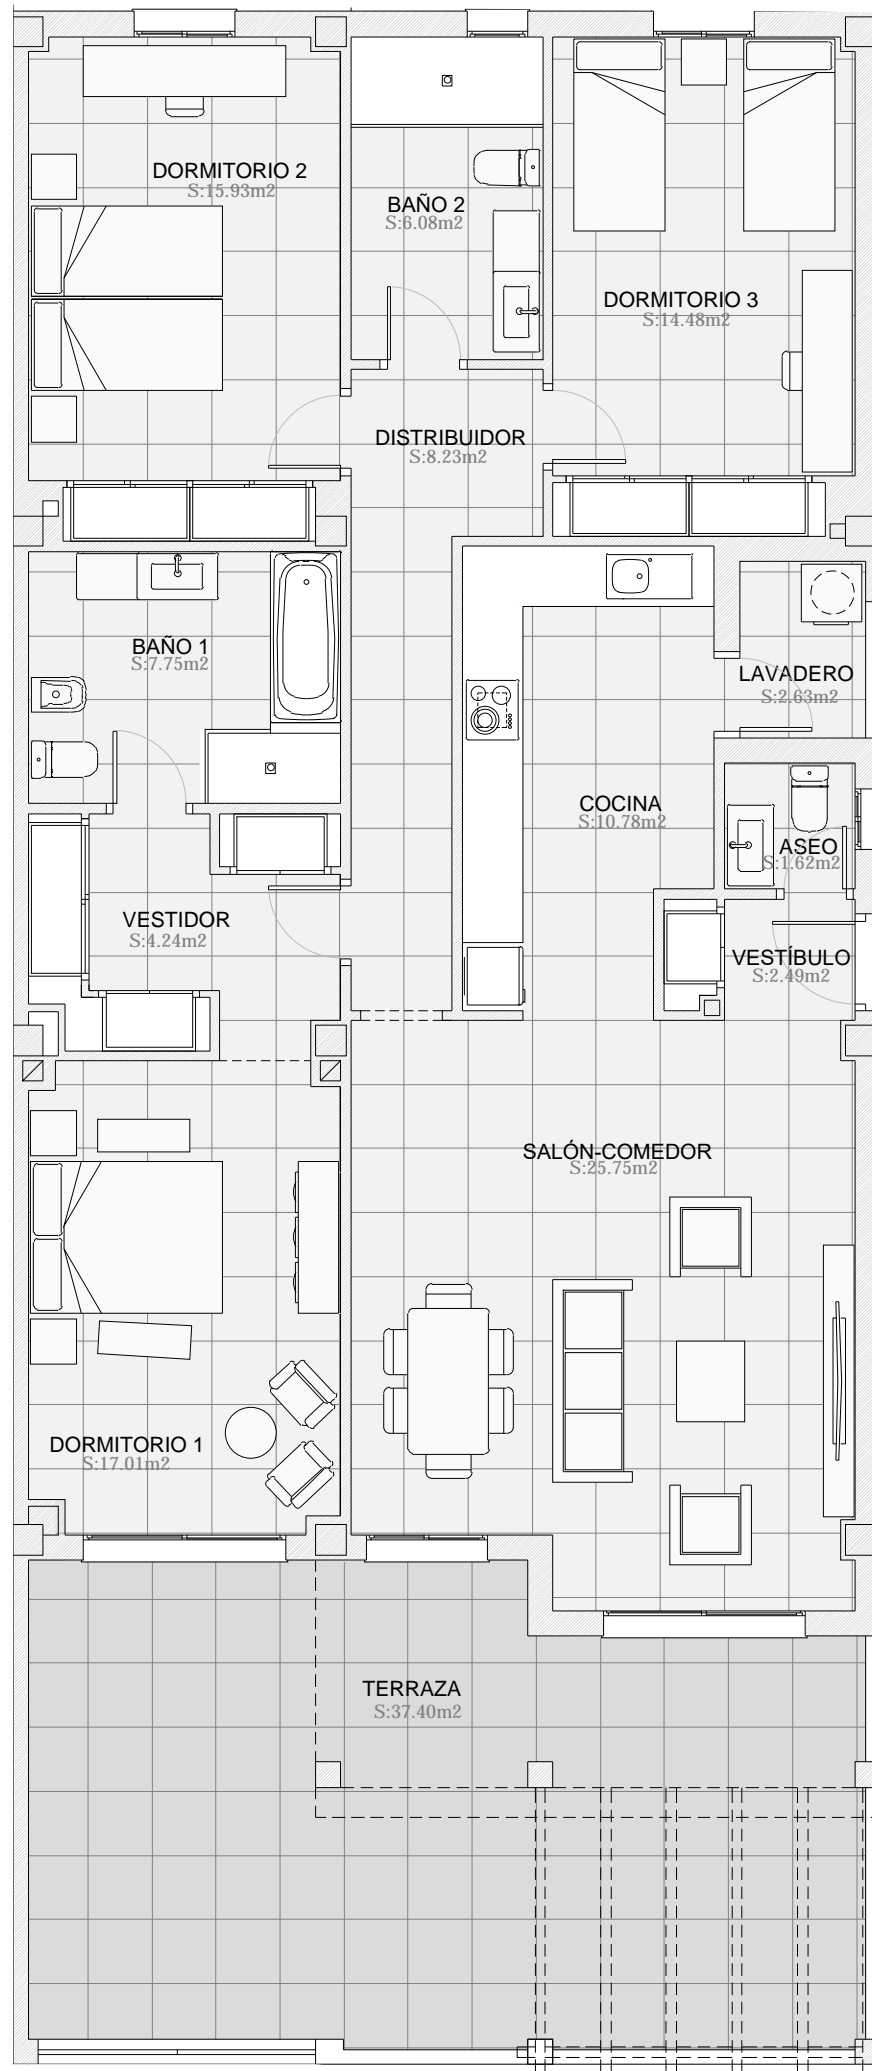 DORMITORIO 2
S:15.93m2
BAÑO 2
S:6.08m2
DORMITORIO 3
S:14.48m2
DISTRIBUIDOR
S:8.23m2
BAÑO 1
S:7.75m2
LAVADERO
S:2.63m2
COCINA
S:10.78m2
ASEO
S:1.62m2
VESTIDOR
S:4.24m2
VESTÍBULO
S:2.49m2
SALÓN-COMEDOR
S:25.75m2
DORMITORIO 1
S:17.01m2
TERRAZA
S:37.40m2